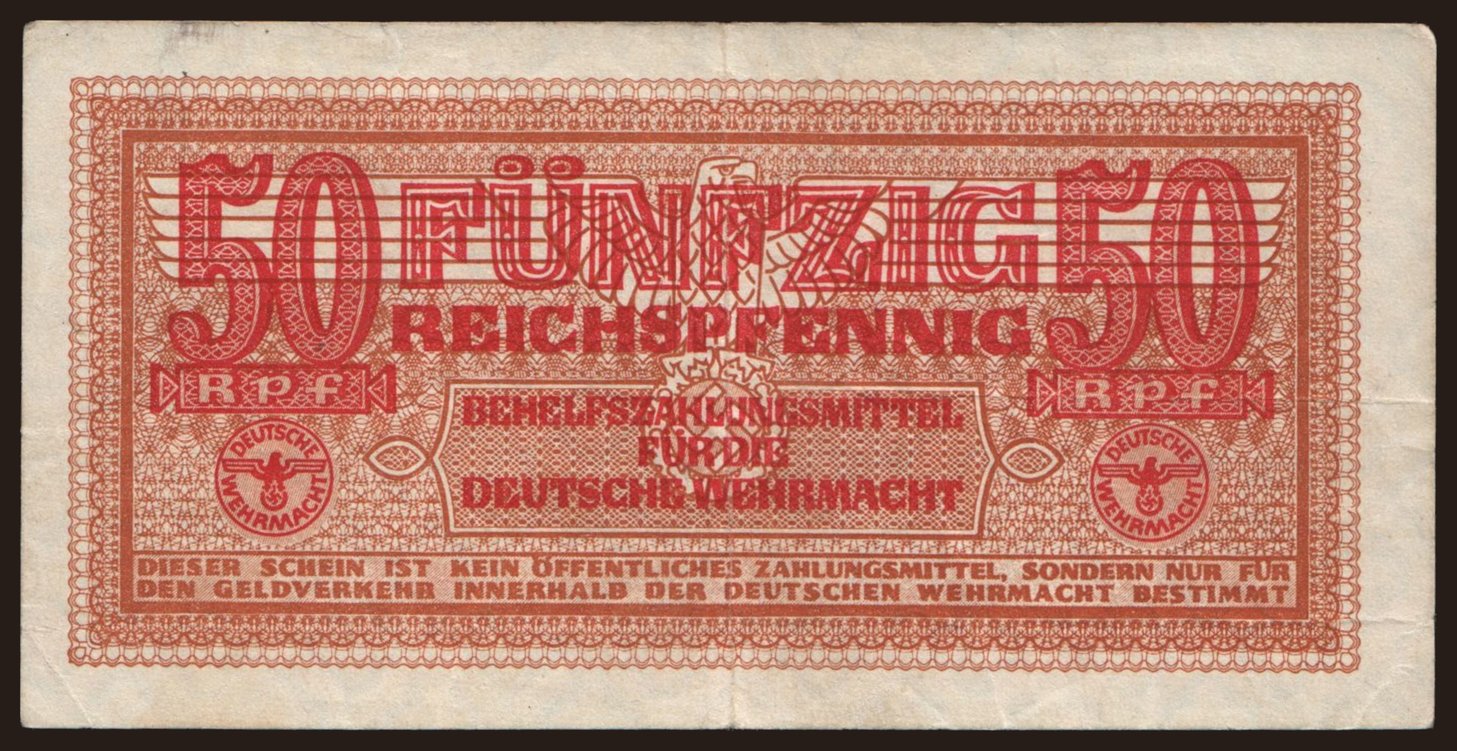 50 FÜNFZIG 50
REICHSPFENNIG
Rpf Rpf
BEHELFSZAHLUNGSMITTEL
FÜR DIE
DEUTSCHE WEHRMACHT
DEUTSCHE WEHRMACHT
DEUTSCHE WEHRMACHT
DIESER SCHEIN IST KEIN ÖFFENTLICHES ZAHLUNGSMITTEL, SONDERN NUR FÜR
DEN GELDVERKEHR INNERHALB DER DEUTSCHEN WEHRMACHT BESTIMMT